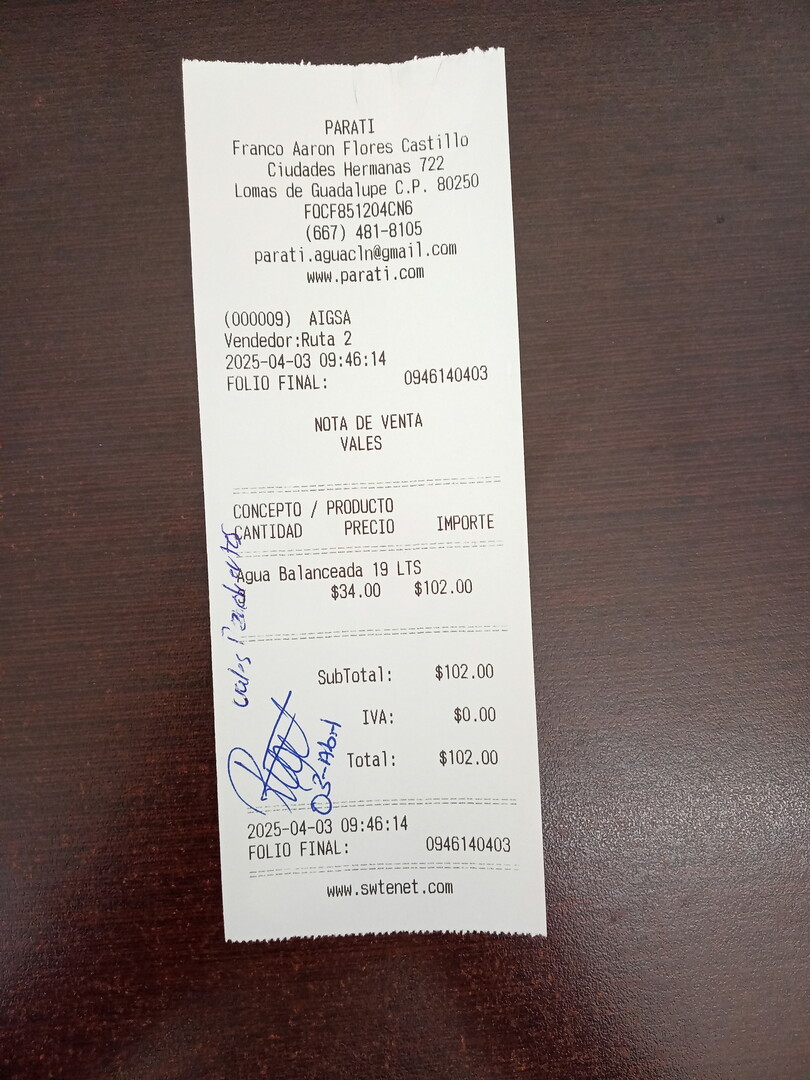 PARATI
Franco Aaron Flores Castillo
Ciudades Hermanas 722
Lomas de Guadalupe C.P. 80250
FOCF851204CN6
(667) 481-8105
parati.aguacln@gmail.com
www.parati.com
(000009) AIGSA
Vendedor:Ruta 2
2025-04-03 09:46:14
FOLIO FINAL: 0946140403
NOTA DE VENTA
VALES
CONCEPTO / PRODUCTO
CANTIDAD PRECIO IMPORTE
Agua Balanceada 19 LTS
$34.00 $102.00
SubTotal: $102.00
IVA: $0.00
Total: $102.00
03-Abril
2025-04-03 09:46:14
FOLIO FINAL: 0946140403
www.swtenet.com